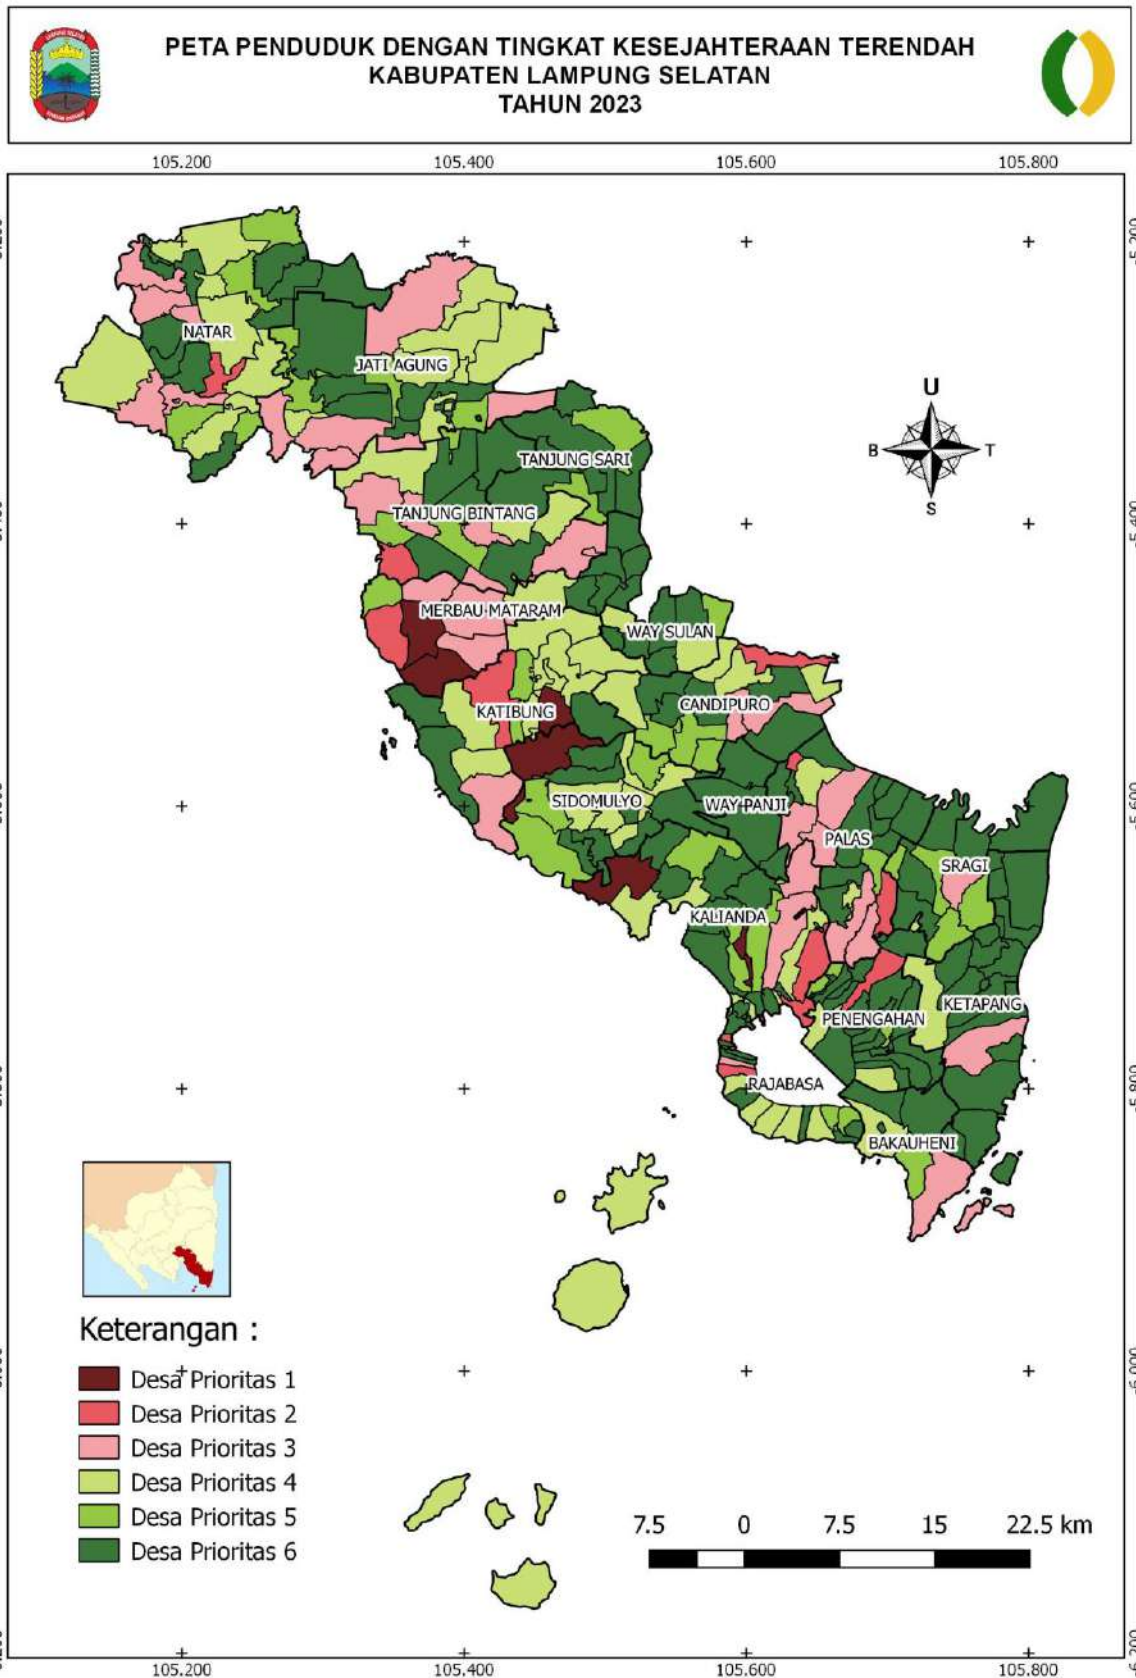 PETA PENDUDUK DENGAN TINGKAT KESEJAHTERAAN TERENDAH
KABUPATEN LAMPUNG SELATAN
TAHUN 2023
LAMPUNG SELATAN
105.200 105.400 105.600 105.800
NATAR
JATI AGUNG
U
B T
S
TANJUNG SARI
TANJUNG BINTANG
MERBAU MATARAM
WAY SULAN
CANDIPURO
KATIBUNG
SIDOMULYO
WAY PANJI
PALAS
SRAGI
KALIANDA
KETAPANG
PENENGAHAN
RAJABASA
BAKAUHENI
Keterangan :
Desa Prioritas 1
Desa Prioritas 2
Desa Prioritas 3
Desa Prioritas 4
Desa Prioritas 5
Desa Prioritas 6
7.5 0 7.5 15 22.5 km
105.200 105.400 105.600 105.800